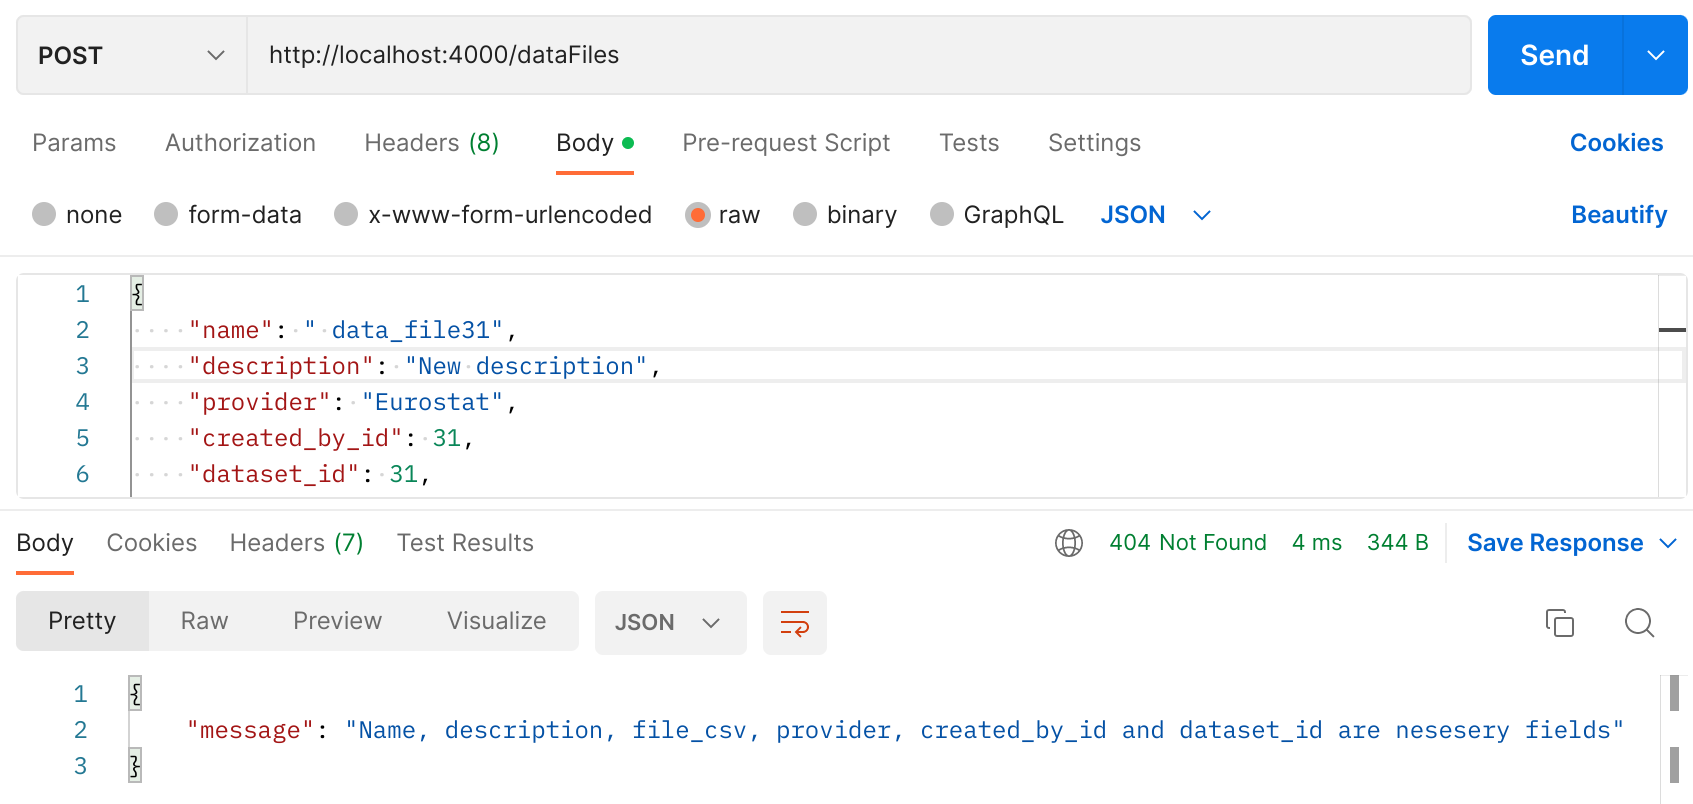 POST http://localhost:4000/dataFiles Send
Params Authorization Headers (8) Body Pre-request Script Tests Settings Cookies
none form-data x-www-form-urlencoded raw binary GraphQL JSON Beautify
1 {
2 "name": " data_file31",
3 "description": "New description",
4 "provider": "Eurostat",
5 "created_by_id": 31,
6 "dataset_id": 31,
Body Cookies Headers (7) Test Results 404 Not Found 4 ms 344 B Save Response
Pretty Raw Preview Visualize JSON
1 {
2 "message": "Name, description, file_csv, provider, created_by_id and dataset_id are nesesery fields"
3 }